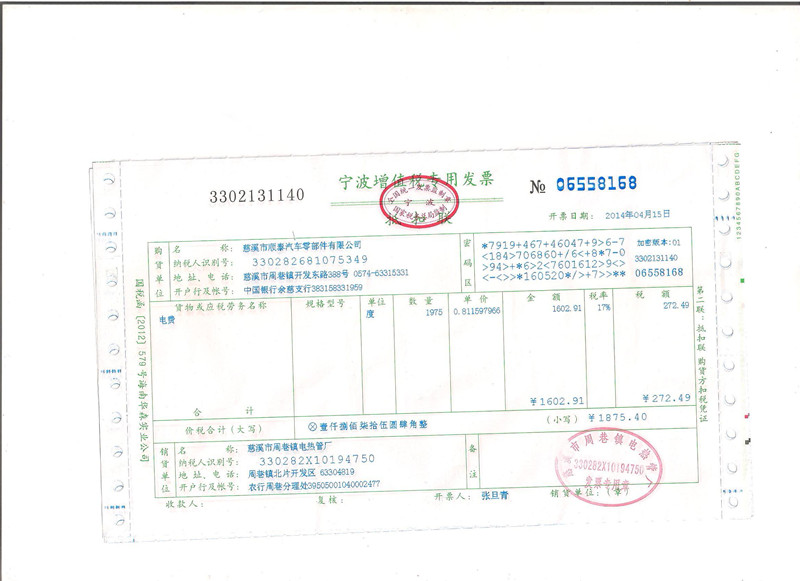 宁波增值税专用发票
3302131140
№ 06558168
抵扣联
开票日期: 2014年04月15日
购货单位
名 称: 慈溪市顺泰汽车零部件有限公司
纳税人识别号: 330282681075349
地 址、电 话: 慈溪市周巷镇开发东路388号 0574-63315331
开户行及帐号: 中国银行余慈支行383158331959
密码区
*7919+467+46047+9>6-7
<184>706860+/6<+8*7-0
>94>+*6>2<7601612>9<>
<-<>>*160520*/>+7>>**
加密版本:01
3302131140
06558168
货物或应税劳务名称 规格型号 单位 数 量 单 价 金 额 税率 税 额
电费 度 1975 0.811597966 1602.91 17% 272.49
合 计 ¥1602.91 ¥272.49
价税合计(大写) ⊗壹仟捌佰柒拾伍圆肆角整 (小写) ¥1875.40
销货单位
名 称: 慈溪市周巷镇电热管厂
纳税人识别号: 330282X10194750
地 址、电 话: 周巷镇北片开发区 63304819
开户行及帐号: 农行周巷分理处39505001040002477
备注
收款人: 复核: 开票人: 张旦青 销货单位:(章)
国税函[2012]579号海南华森实业公司
第二联:抵扣联 购货方扣税凭证
全国统一发票监制章
宁 波
国家税务总局监制
慈溪市周巷镇电热管厂
330282X10194750
发票专用章
1234567890ABCDEFG